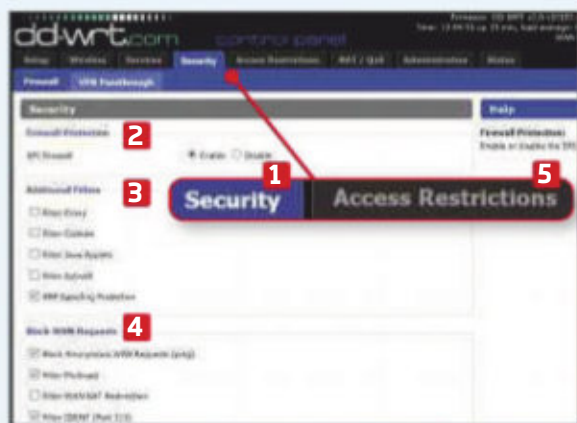 dd-wrt.com control panel
Setup Wireless Services Security Access Restrictions NAT / QoS Administration Status
Firewall VPN Passthrough
Security
Help
Firewall Protection 2
Firewall Protection:
SPI Firewall Enable Disable
Additional Filters 3
1 5
Security Access Restrictions
Filter Proxy
Filter Cookies
Filter Java Applets
Filter ActiveX
ARP Spoofing Protection
Block WAN Requests 4
Block Anonymous WAN Requests (ping)
Filter Multicast
Filter WAN NAT Redirection
Filter IDENT (Port 113)